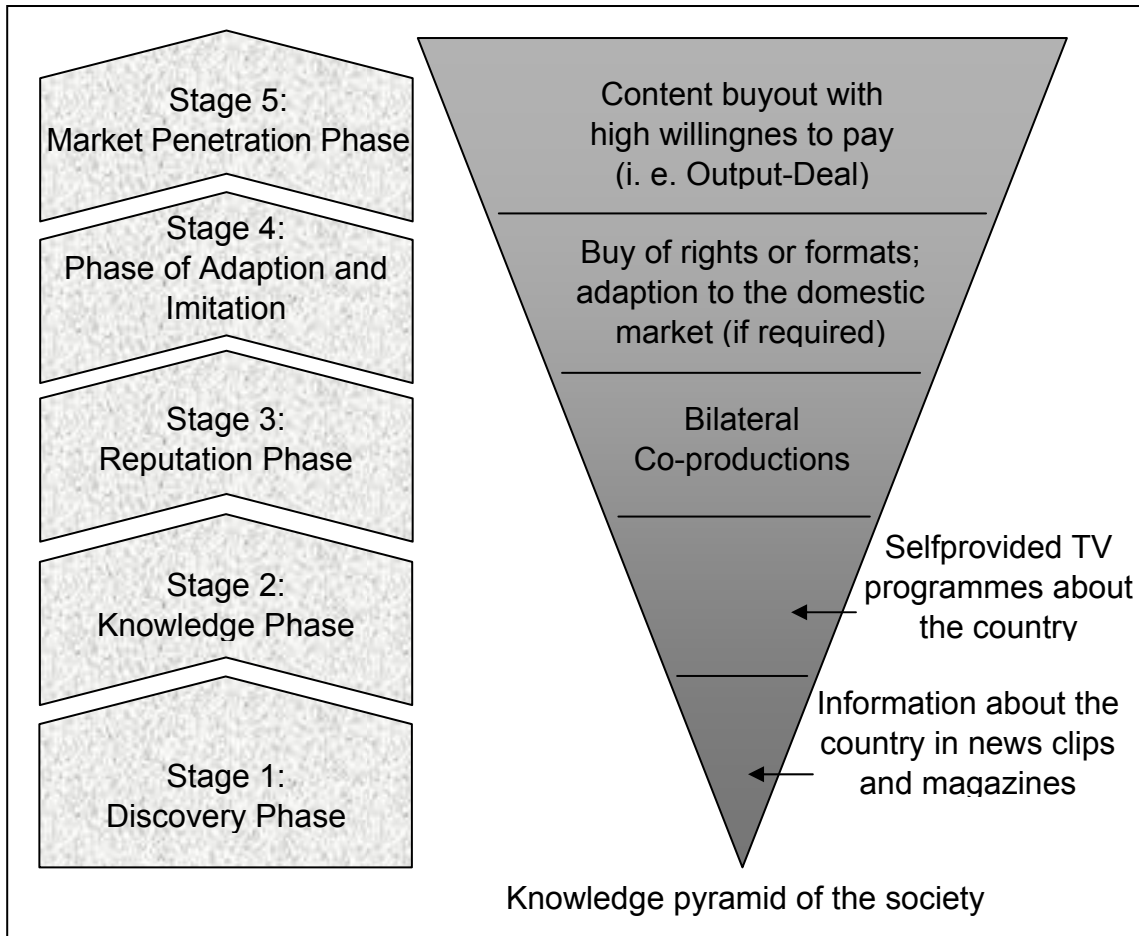 Stage 5:
Market Penetration Phase
Stage 4:
Phase of Adaption and
Imitation
Stage 3:
Reputation Phase
Stage 2:
Knowledge Phase
Stage 1:
Discovery Phase
Content buyout with
high willingnes to pay
(i. e. Output-Deal)
Buy of rights or formats;
adaption to the domestic
market (if required)
Bilateral
Co-productions
Selfprovided TV
programmes about
the country
Information about the
country in news clips
and magazines
Knowledge pyramid of the society